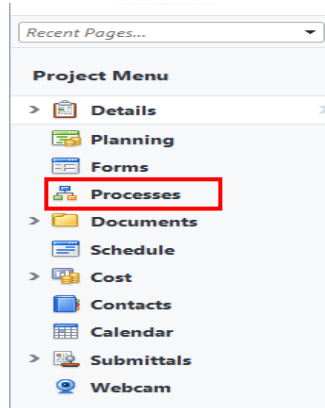 Recent Pages...
Project Menu
Details
Planning
Forms
Processes
Documents
Schedule
Cost
Contacts
Calendar
Submittals
Webcam